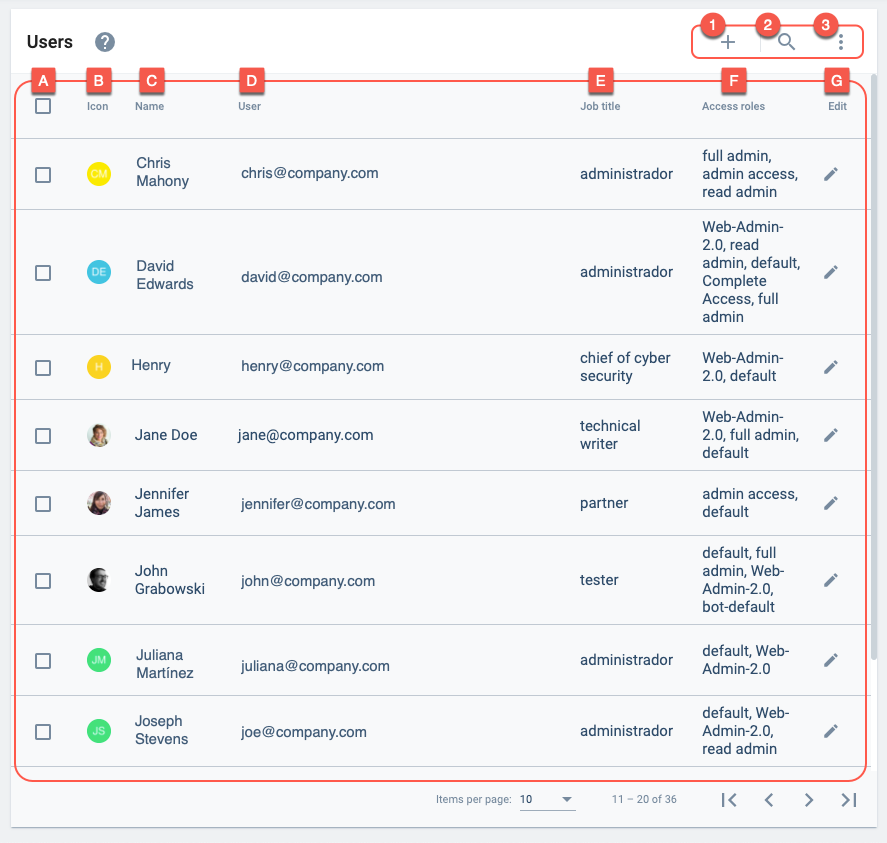 Users ? 1 2 3
A B C D E F G
Icon Name User Job title Access roles Edit
CM
Chris
Mahony
chris@company.com
administrador
full admin,
admin access,
read admin
DE
David
Edwards
david@company.com
administrador
Web-Admin-
2.0, read
admin, default,
Complete
Access, full
admin
H
Henry
henry@company.com
chief of cyber
security
Web-Admin-
2.0, default
Jane Doe
jane@company.com
technical
writer
Web-Admin-
2.0, full admin,
default
Jennifer
James
jennifer@company.com
partner
admin access,
default
John
Grabowski
john@company.com
tester
default, full
admin, Web-
Admin-2.0,
bot-default
JM
Juliana
Martínez
juliana@company.com
administrador
default, Web-
Admin-2.0
JS
Joseph
Stevens
joe@company.com
administrador
default, Web-
Admin-2.0,
read admin
Items per page: 10 11 – 20 of 36